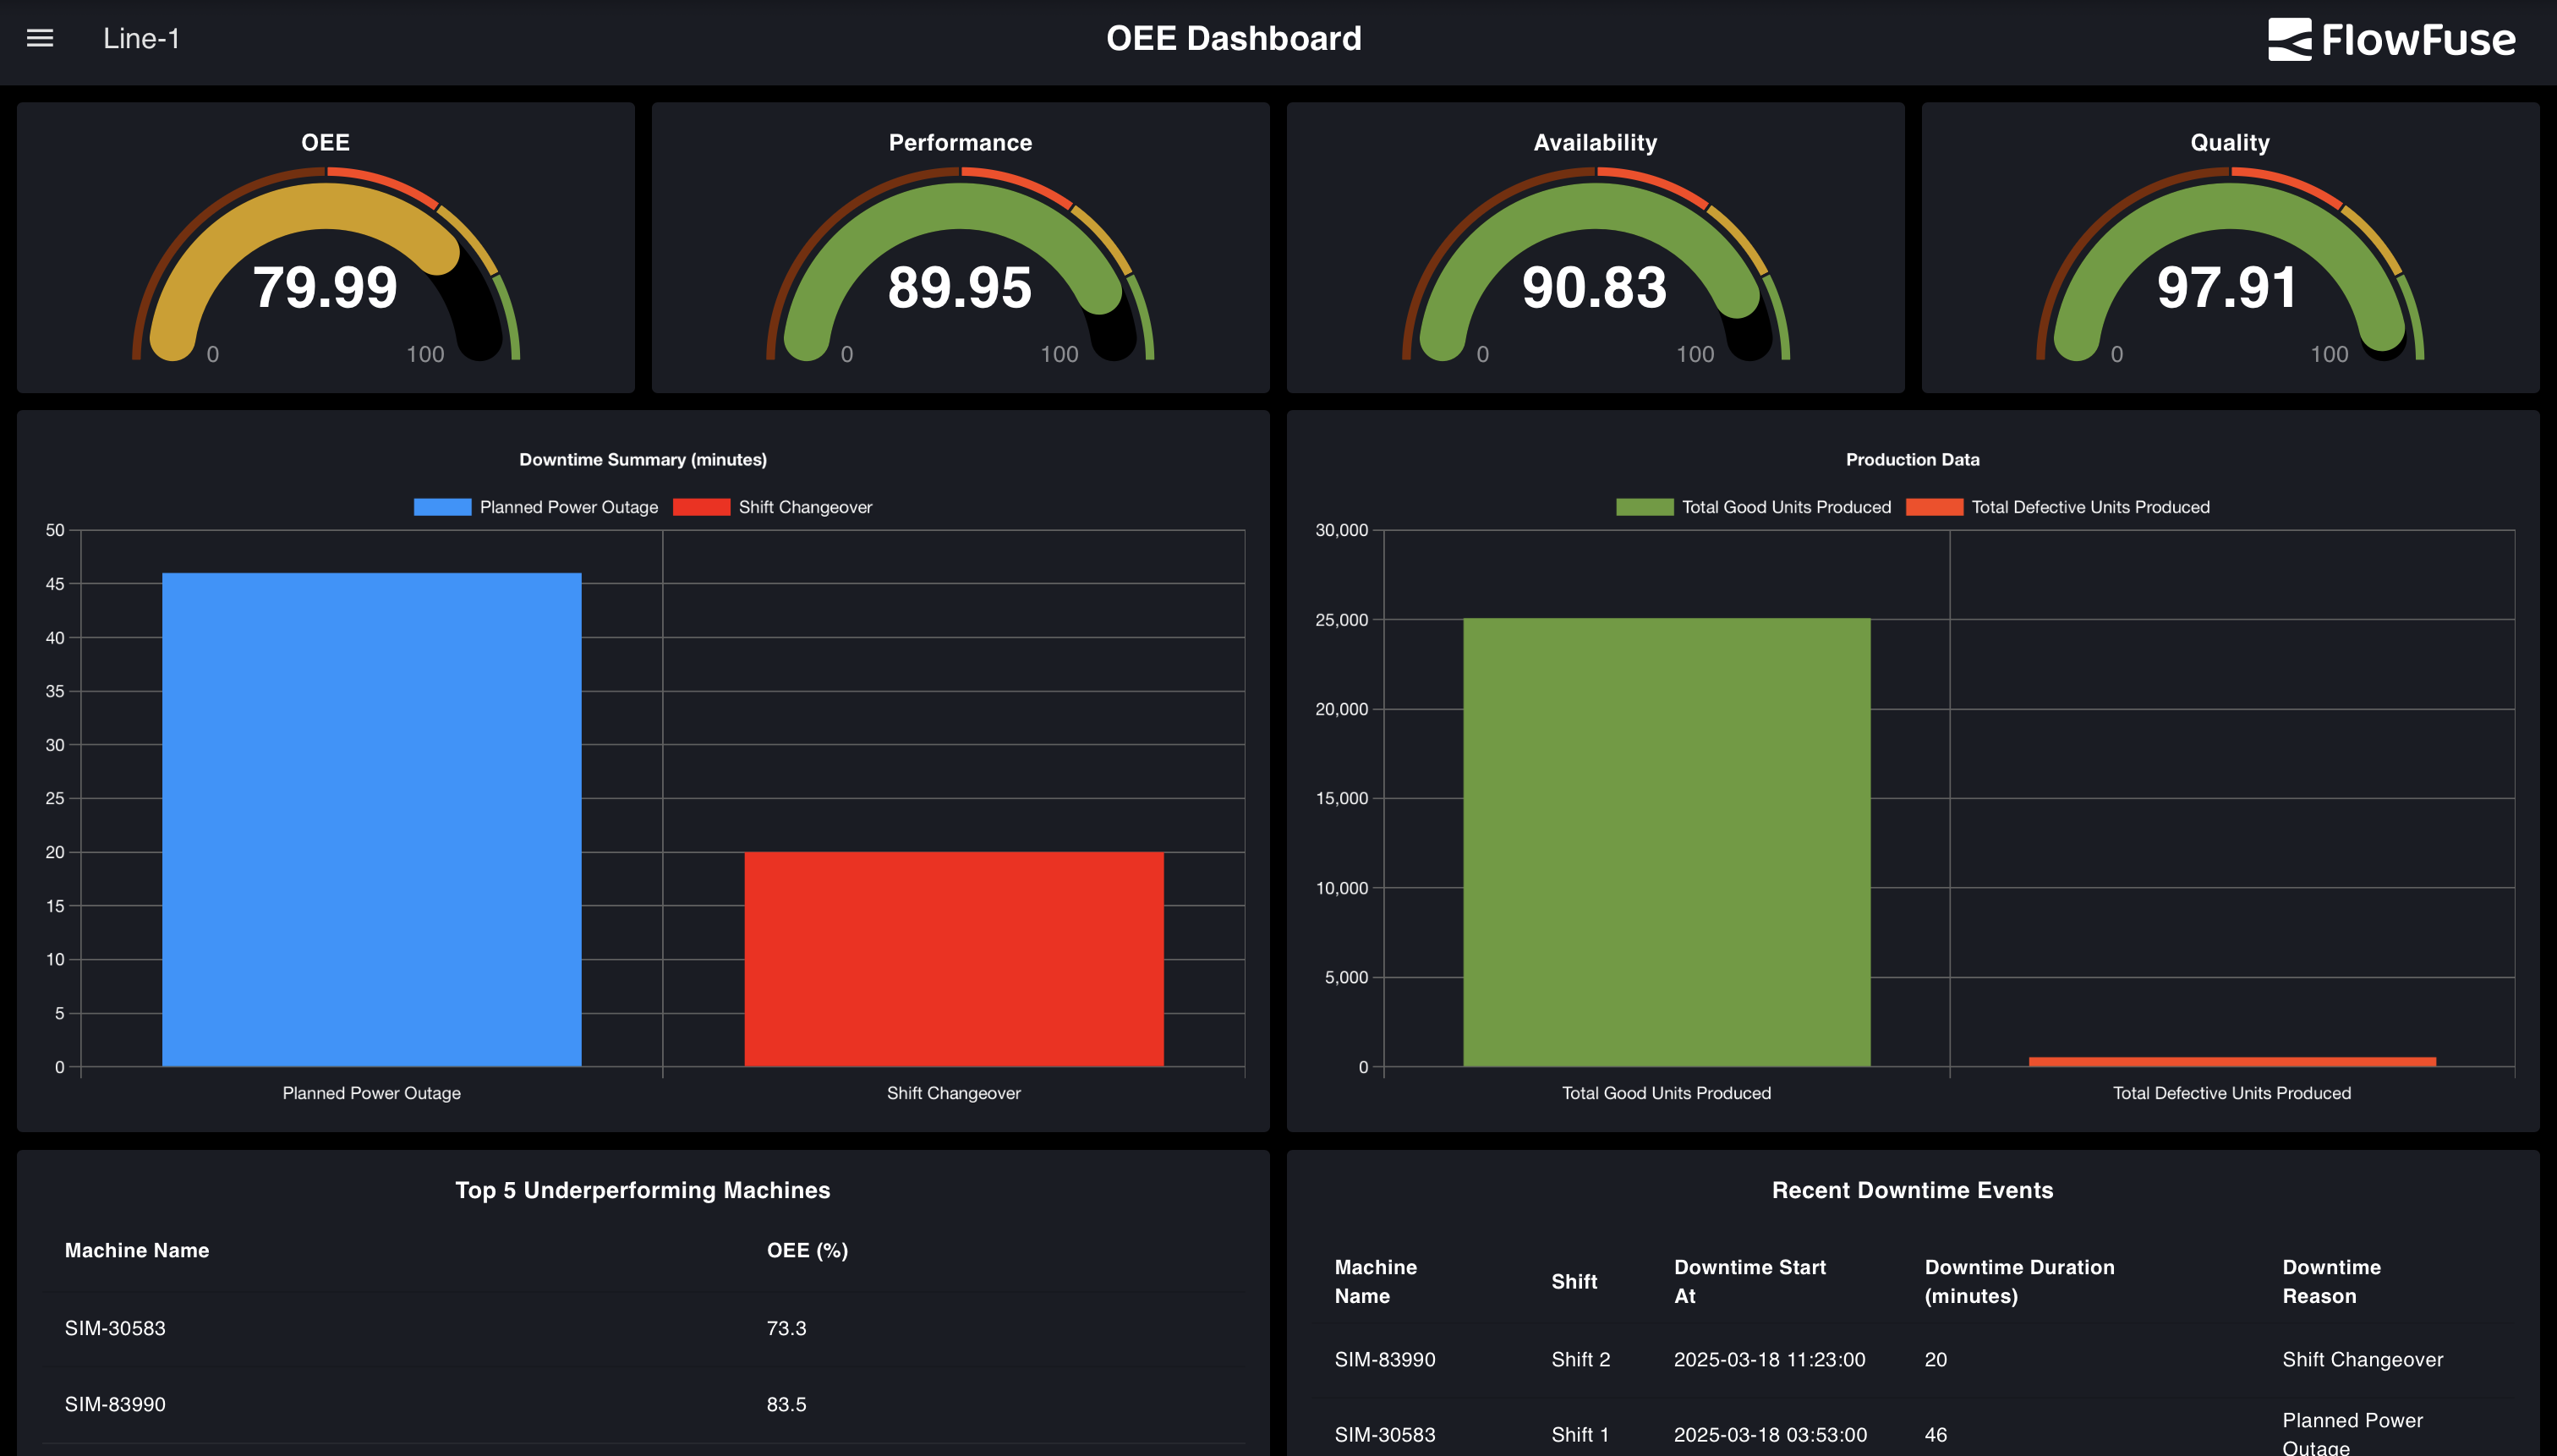 Line-1
OEE Dashboard
FlowFuse
OEE
79.99
0
100
Performance
89.95
0
100
Availability
90.83
0
100
Quality
97.91
0
100
Downtime Summary (minutes)
Planned Power Outage
Shift Changeover
50
45
40
35
30
25
20
15
10
5
0
Planned Power Outage
Shift Changeover
Production Data
Total Good Units Produced
Total Defective Units Produced
30,000
25,000
20,000
15,000
10,000
5,000
0
Total Good Units Produced
Total Defective Units Produced
Top 5 Underperforming Machines
Machine Name OEE (%)
SIM-30583 73.3
SIM-83990 83.5
Recent Downtime Events
Machine Name Shift Downtime Start At Downtime Duration (minutes) Downtime Reason
SIM-83990 Shift 2 2025-03-18 11:23:00 20 Shift Changeover
SIM-30583 Shift 1 2025-03-18 03:53:00 46 Planned Power Outage